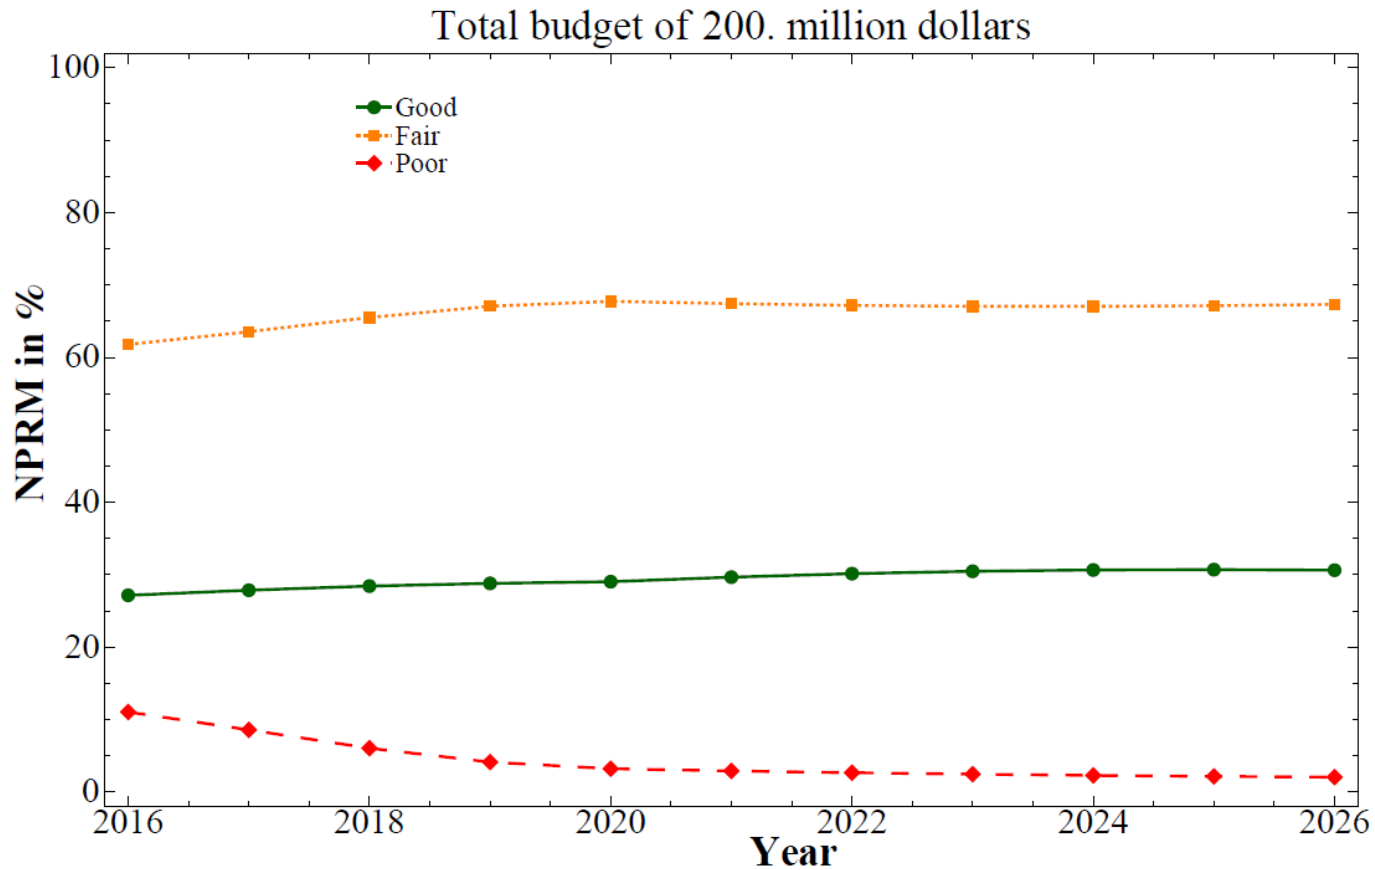 Total budget of 200. million dollars
100
Good
Fair
Poor
80
60
40
20
0
NPRM in %
2016 2018 2020 2022 2024 2026
Year